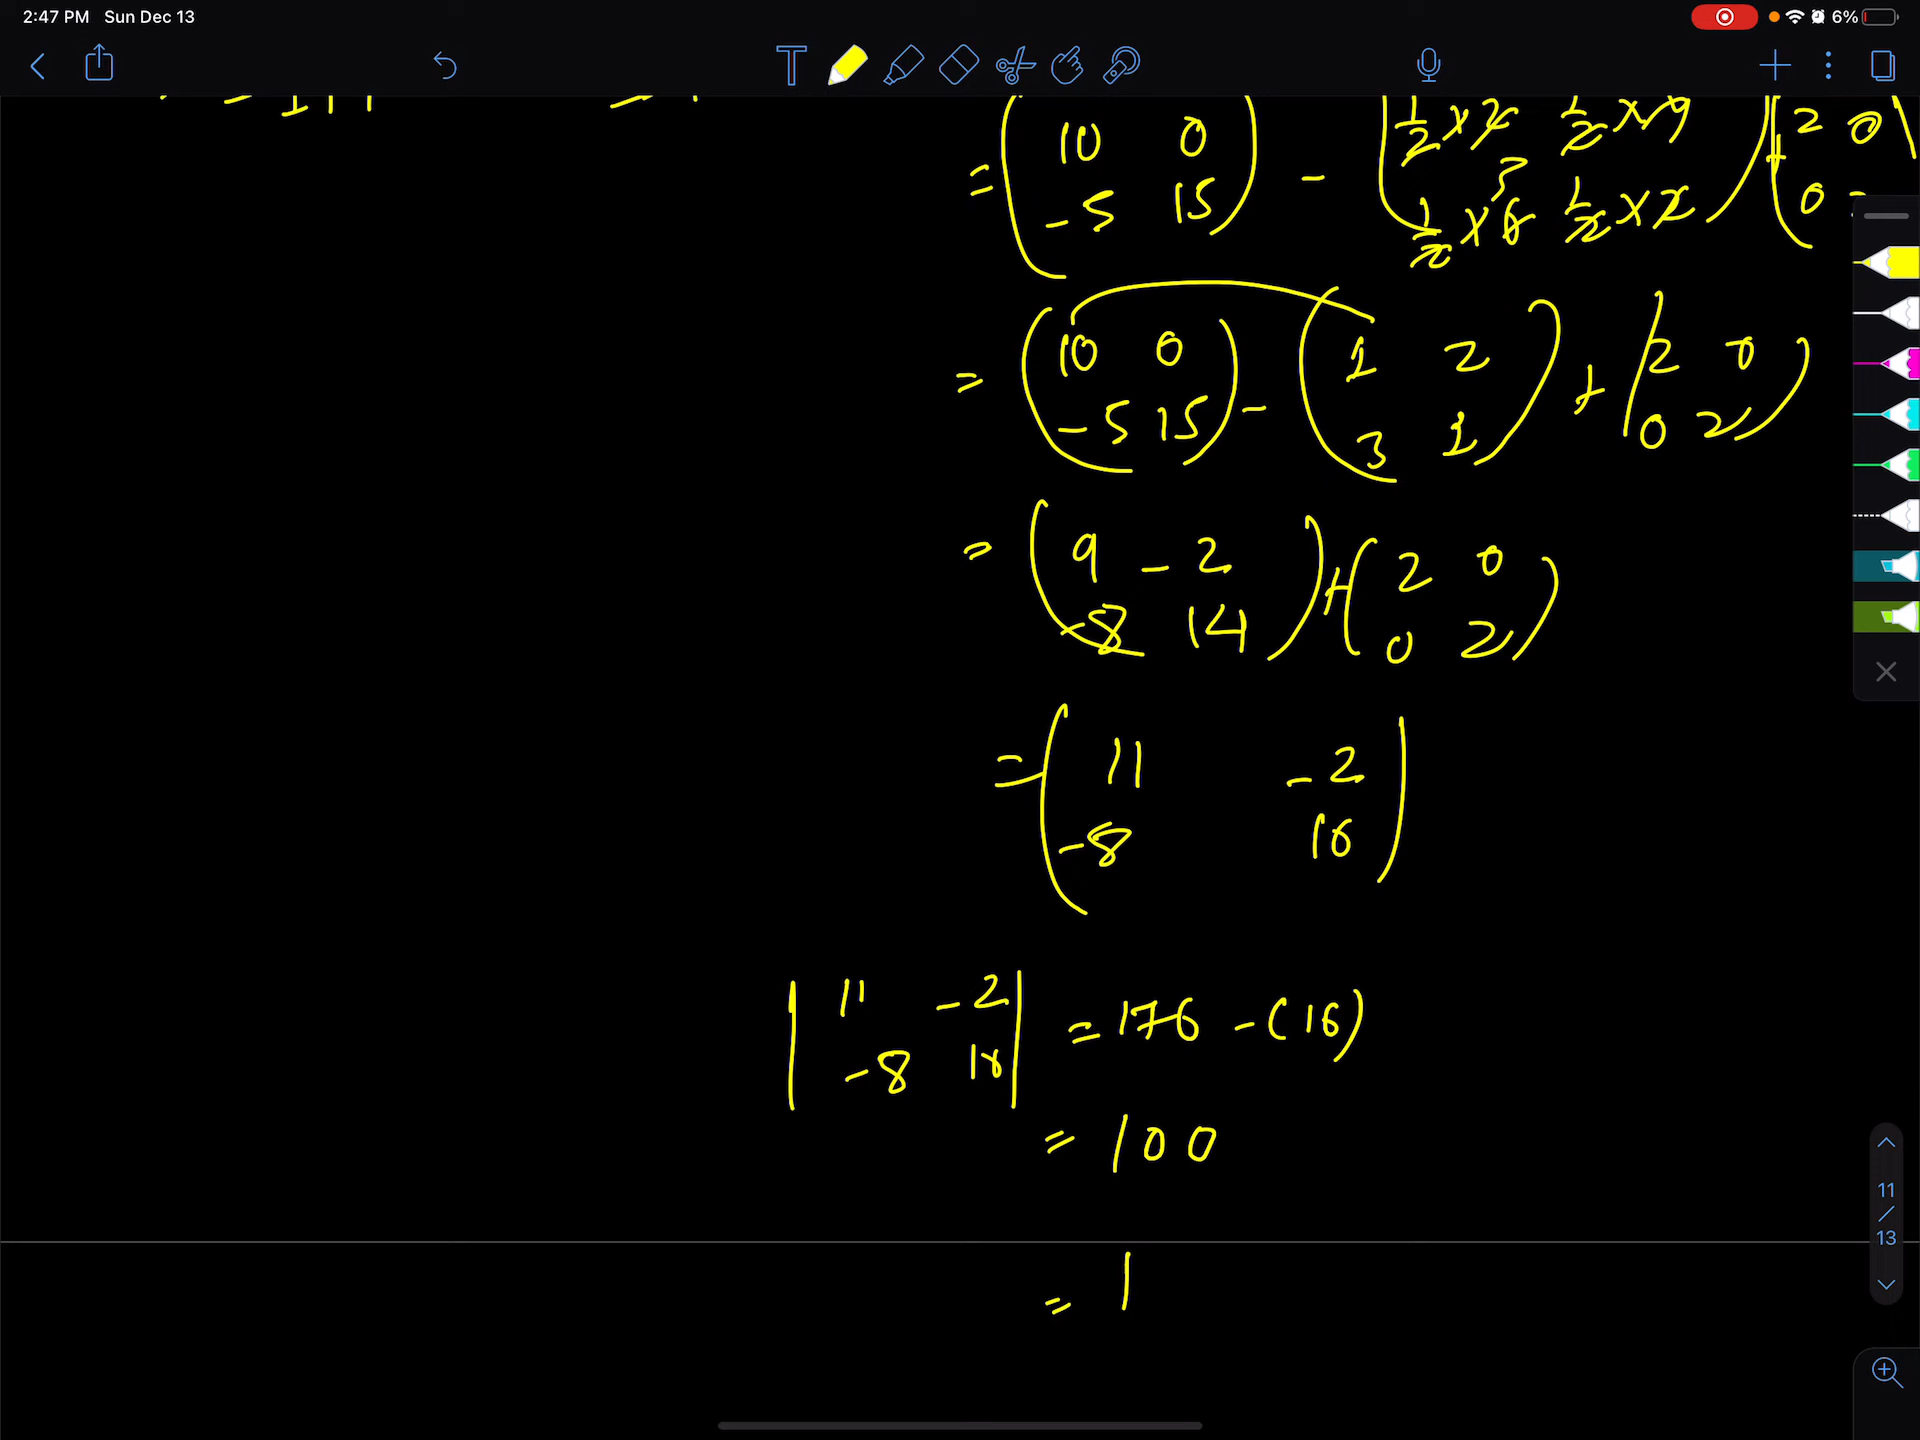 2:47 PM Sun Dec 13 6%
T
= ( 10 0 ) - ( 1/2 × 2 1/2 × 4 ) + ( 2 0
-5 15 1/2 × 6 1/2 × 2 0
= ( 10 0 ) - ( 1 2 ) + ( 2 0 )
-5 15 3 1 0 2
= ( 9 -2 ) + ( 2 0 )
-8 14 0 2
= ( 11 -2 )
-8 16
| 11 -2 | = 176 - (16)
-8 16
= 100
= 1
11
/
13